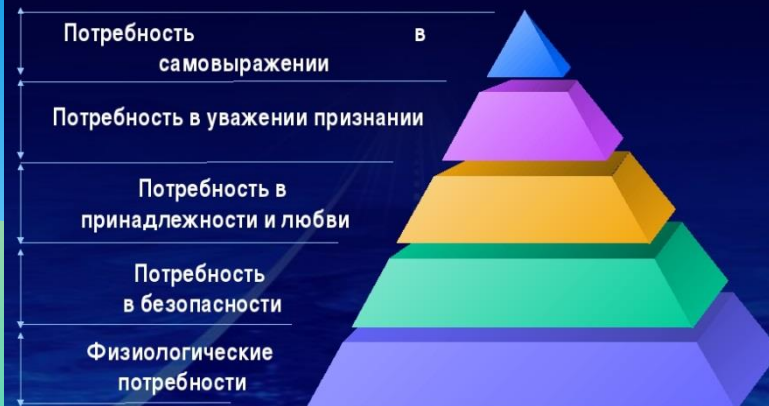 Потребность в
самовыражении
Потребность в уважении признании
Потребность в
принадлежности и любви
Потребность
в безопасности
Физиологические
потребности